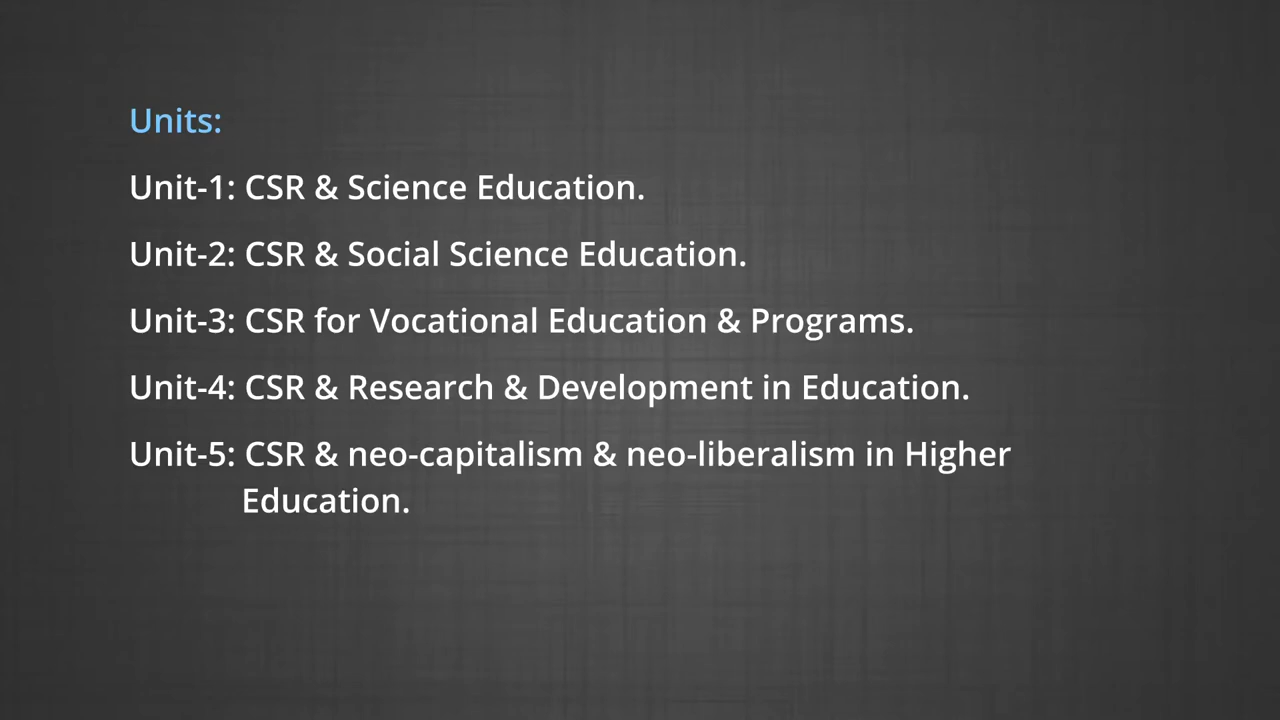 Units:
Unit-1: CSR & Science Education.
Unit-2: CSR & Social Science Education.
Unit-3: CSR for Vocational Education & Programs.
Unit-4: CSR & Research & Development in Education.
Unit-5: CSR & neo-capitalism & neo-liberalism in Higher
Education.